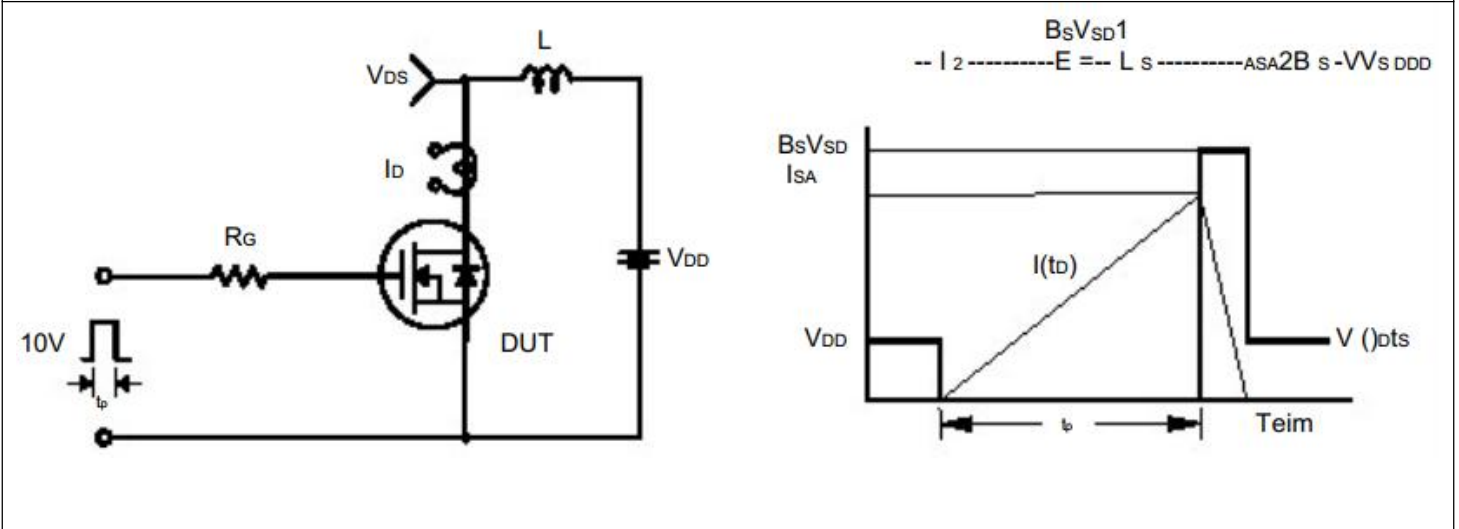 BsVSD1
-- I 2 ----------E =-- L s ----------ASA2B s -VVS DDD
L
VDS
ID
RG
VDD
10V
tp
DUT
BsVSD
ISA
I(tD)
VDD
V ()Dts
tp
Teim